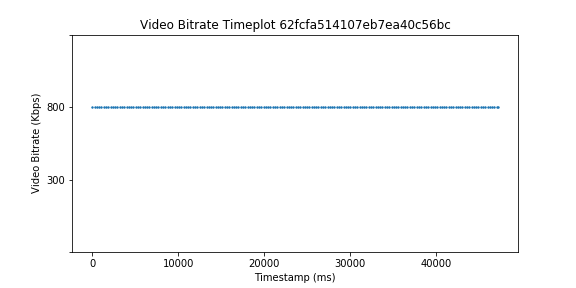 Video Bitrate Timeplot 62fcfa514107eb7ea40c56bc
Video Bitrate (Kbps)
800
300
0 10000 20000 30000 40000
Timestamp (ms)